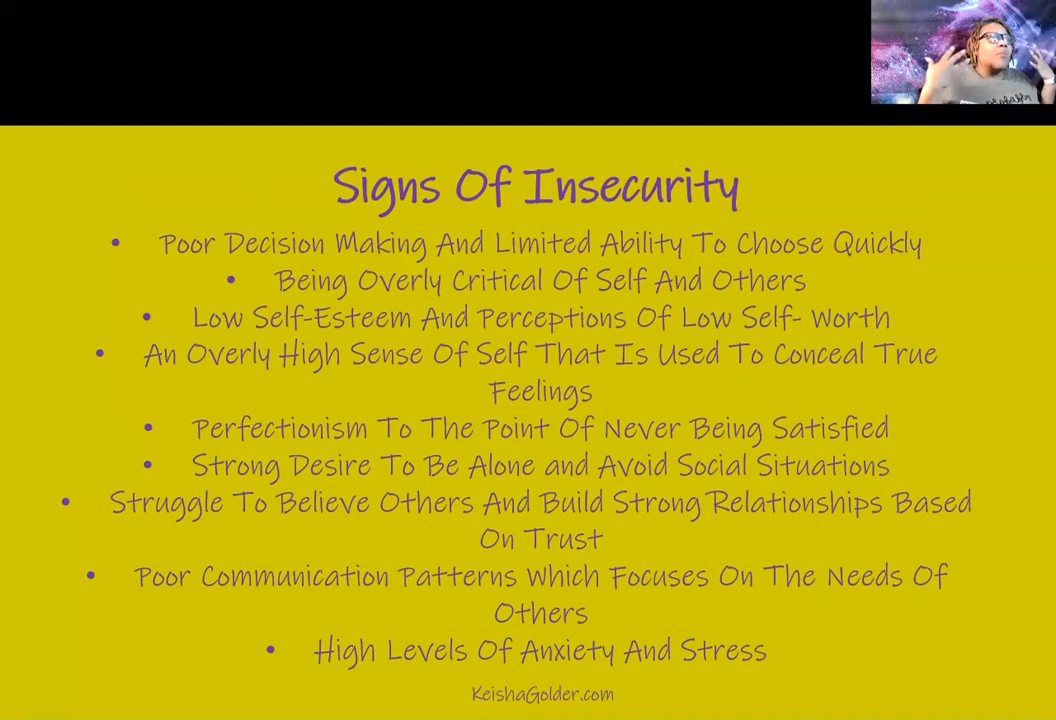 Signs Of Insecurity
• Poor Decision Making And Limited Ability To Choose Quickly
• Being Overly Critical Of Self And Others
• Low Self-Esteem And Perceptions Of Low Self- Worth
• An Overly High Sense Of Self That Is Used To Conceal True
Feelings
• Perfectionism To The Point Of Never Being Satisfied
• Strong Desire To Be Alone and Avoid Social Situations
• Struggle To Believe Others And Build Strong Relationships Based
On Trust
• Poor Communication Patterns Which Focuses On The Needs Of
Others
• High Levels Of Anxiety And Stress
KeishaGolder.com